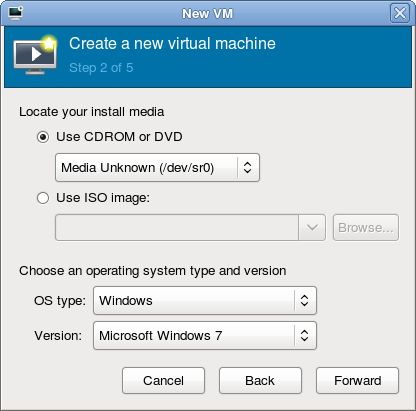 New VM
Create a new virtual machine
Step 2 of 5
Locate your install media
Use CDROM or DVD
Media Unknown (/dev/sr0)
Use ISO image:
Browse...
Choose an operating system type and version
OS type: Windows
Version: Microsoft Windows 7
Cancel Back Forward